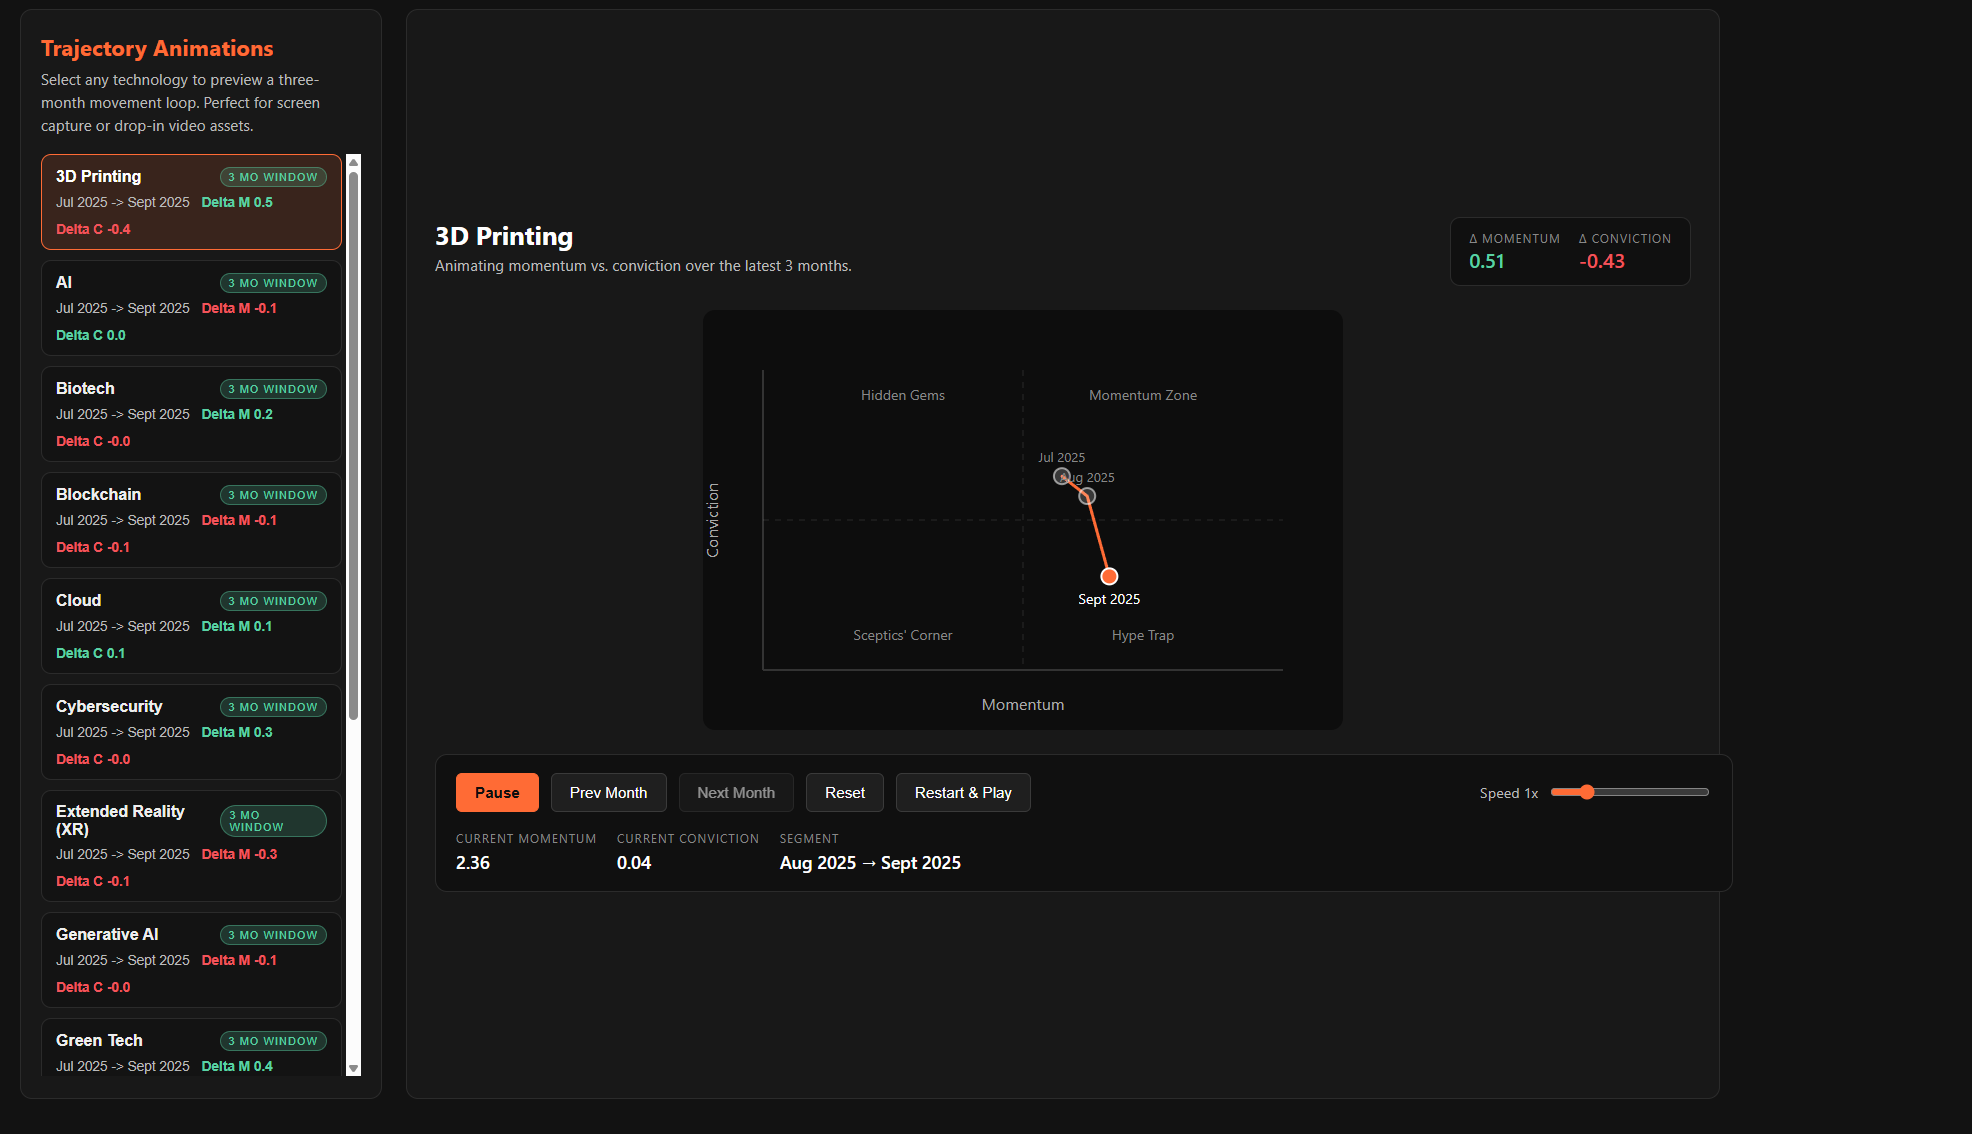 Trajectory Animations
Select any technology to preview a three-
month movement loop. Perfect for screen
capture or drop-in video assets.
3D Printing
3 MO WINDOW
Jul 2025 -> Sept 2025 Delta M 0.5
Delta C -0.4
AI
3 MO WINDOW
Jul 2025 -> Sept 2025 Delta M -0.1
Delta C 0.0
Biotech
3 MO WINDOW
Jul 2025 -> Sept 2025 Delta M 0.2
Delta C -0.0
Blockchain
3 MO WINDOW
Jul 2025 -> Sept 2025 Delta M -0.1
Delta C -0.1
Cloud
3 MO WINDOW
Jul 2025 -> Sept 2025 Delta M 0.1
Delta C 0.1
Cybersecurity
3 MO WINDOW
Jul 2025 -> Sept 2025 Delta M 0.3
Delta C -0.0
Extended Reality
(XR)
3 MO
WINDOW
Jul 2025 -> Sept 2025 Delta M -0.3
Delta C -0.1
Generative AI
3 MO WINDOW
Jul 2025 -> Sept 2025 Delta M -0.1
Delta C -0.0
Green Tech
3 MO WINDOW
Jul 2025 -> Sept 2025 Delta M 0.4
3D Printing
Animating momentum vs. conviction over the latest 3 months.
Δ MOMENTUM
0.51
Δ CONVICTION
-0.43
Hidden Gems
Momentum Zone
Jul 2025
Aug 2025
Conviction
Sept 2025
Sceptics' Corner
Hype Trap
Momentum
Pause
Prev Month
Next Month
Reset
Restart & Play
Speed 1x
CURRENT MOMENTUM
2.36
CURRENT CONVICTION
0.04
SEGMENT
Aug 2025 → Sept 2025